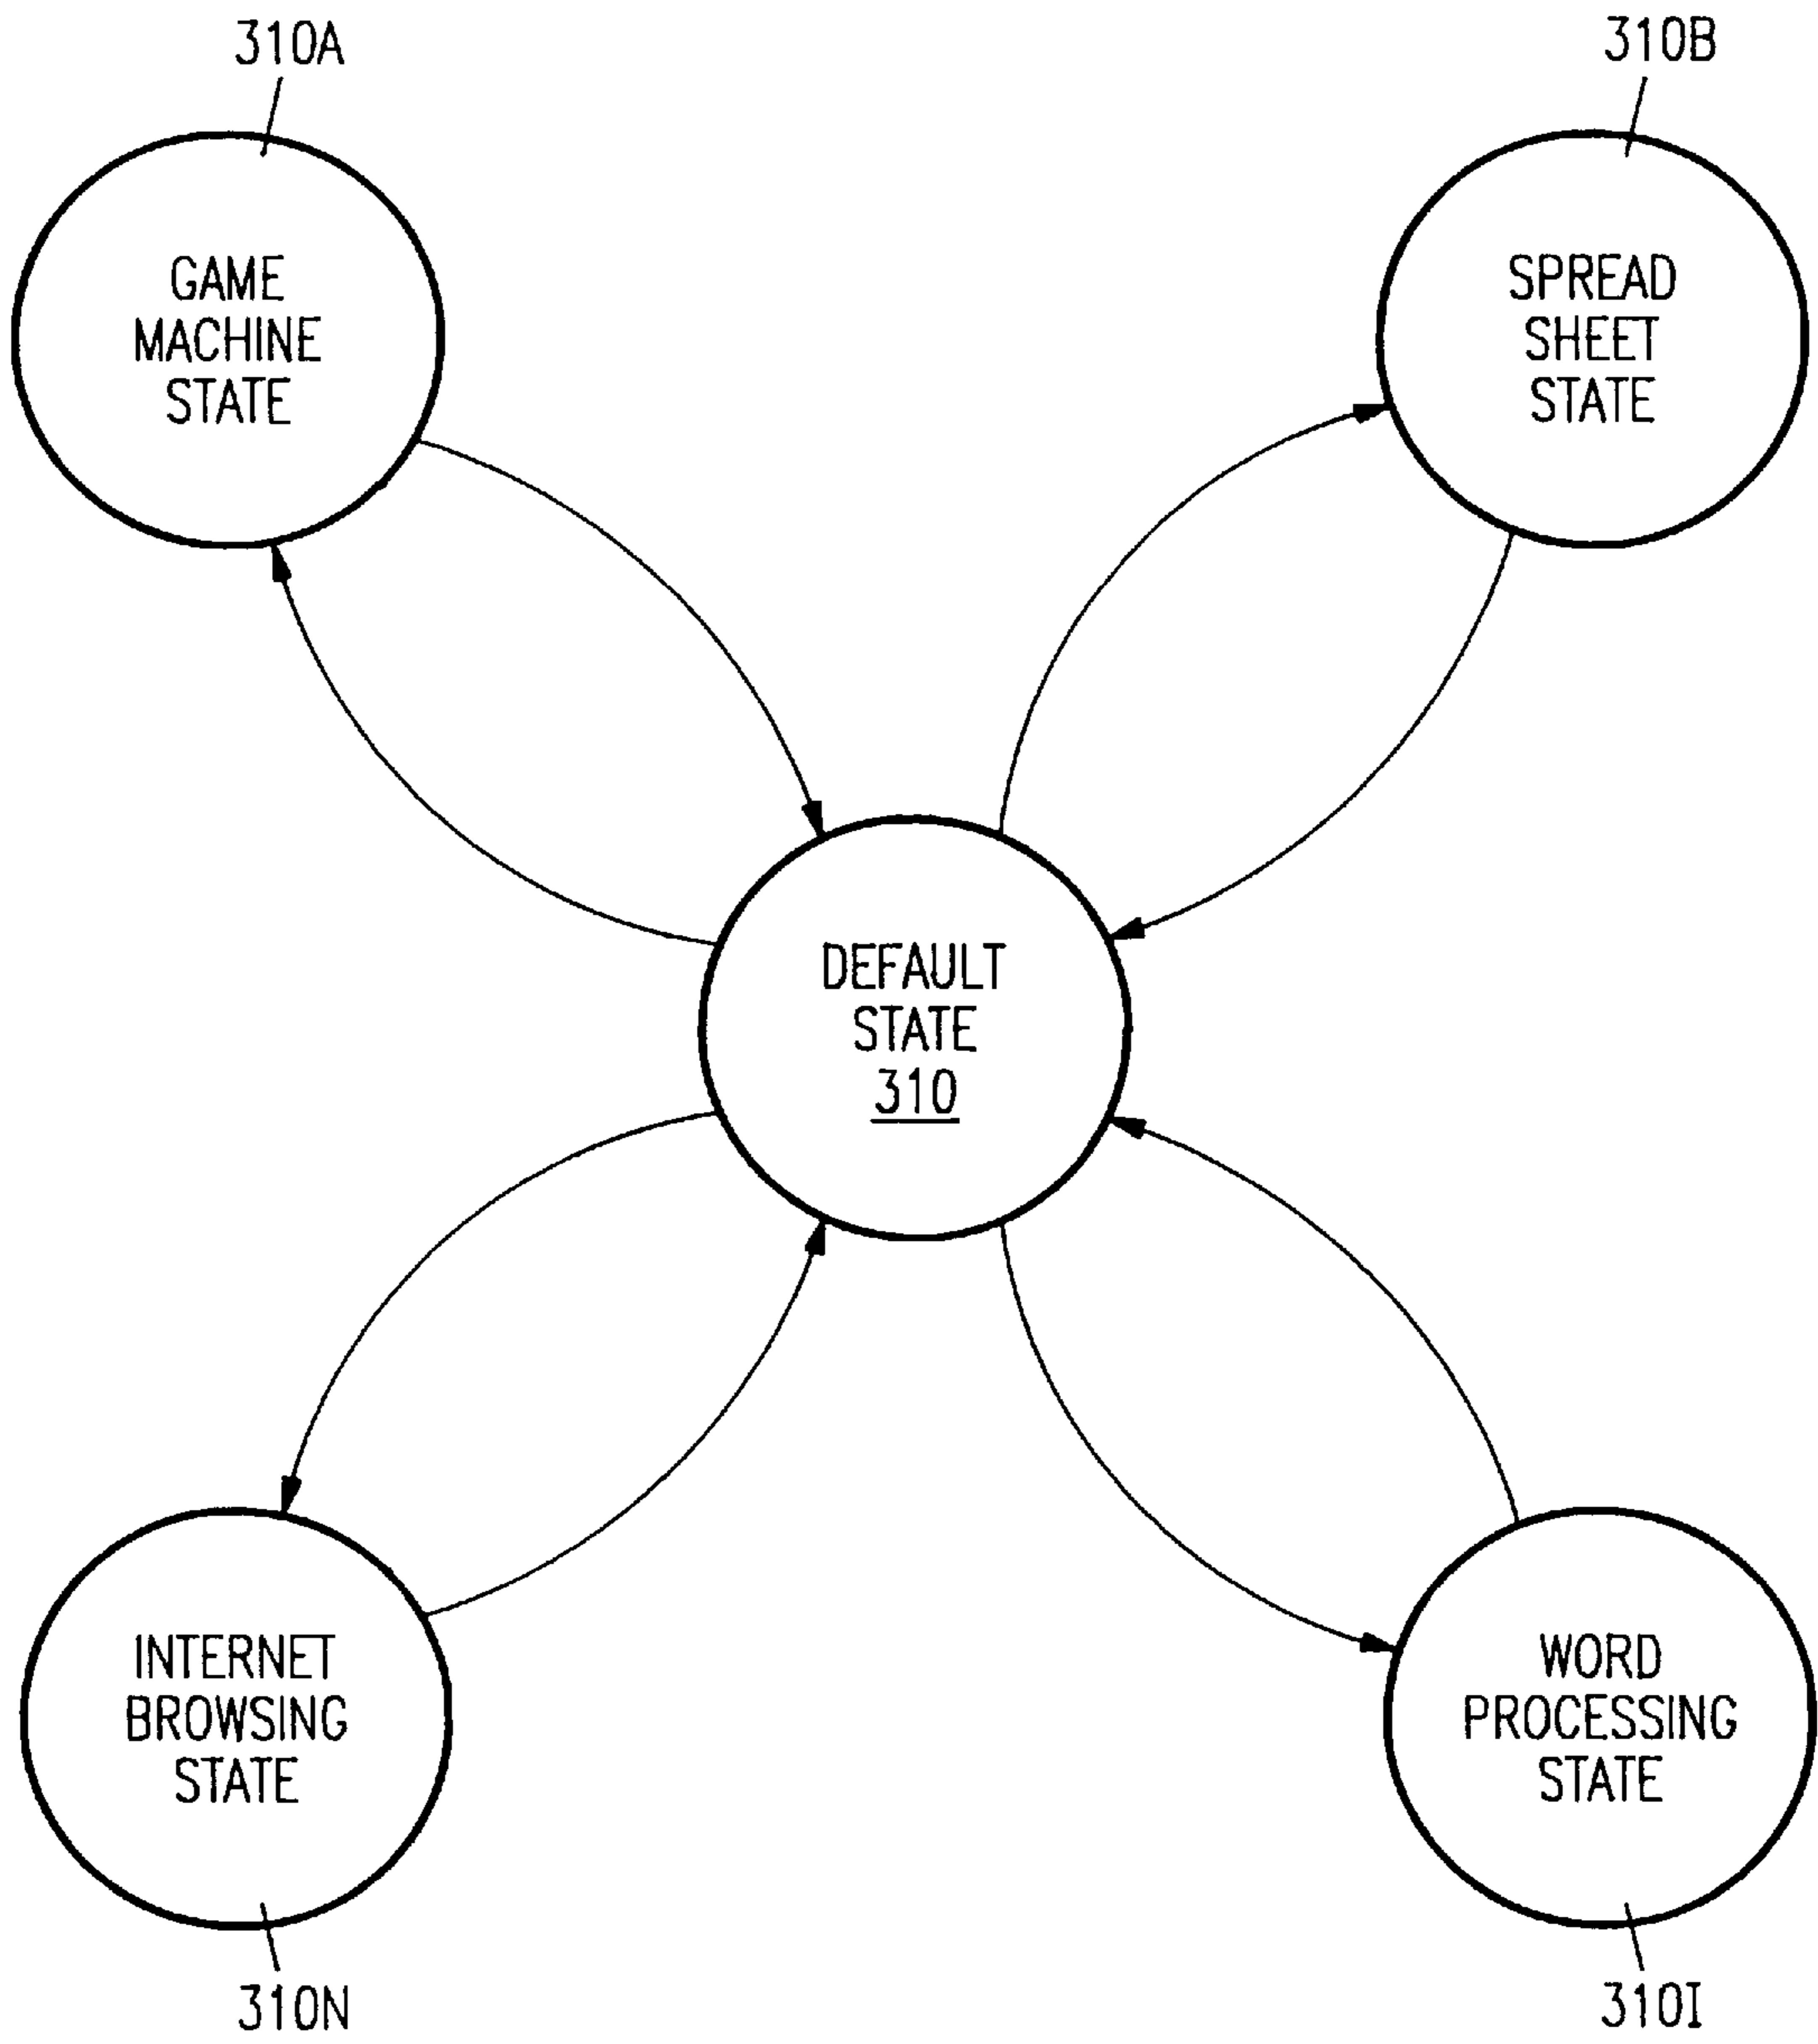 310A
310B
GAME
MACHINE
STATE
SPREAD
SHEET
STATE
DEFAULT
STATE
310
INTERNET
BROWSING
STATE
WORD
PROCESSING
STATE
310N
310I